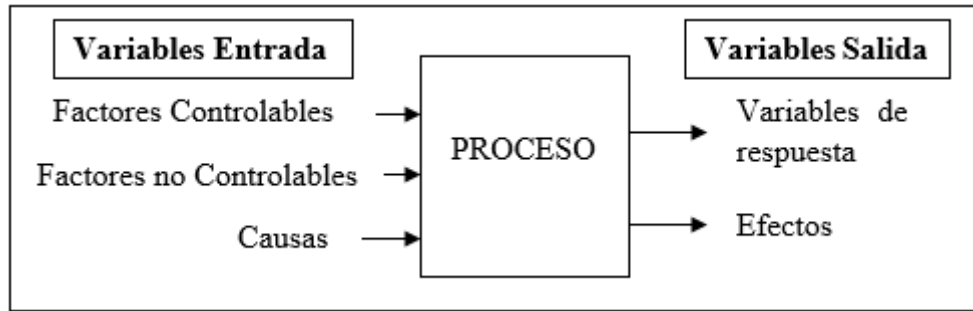 Variables Entrada
Factores Controlables
Factores no Controlables
Causas
PROCESO
Variables Salida
Variables de
respuesta
Efectos